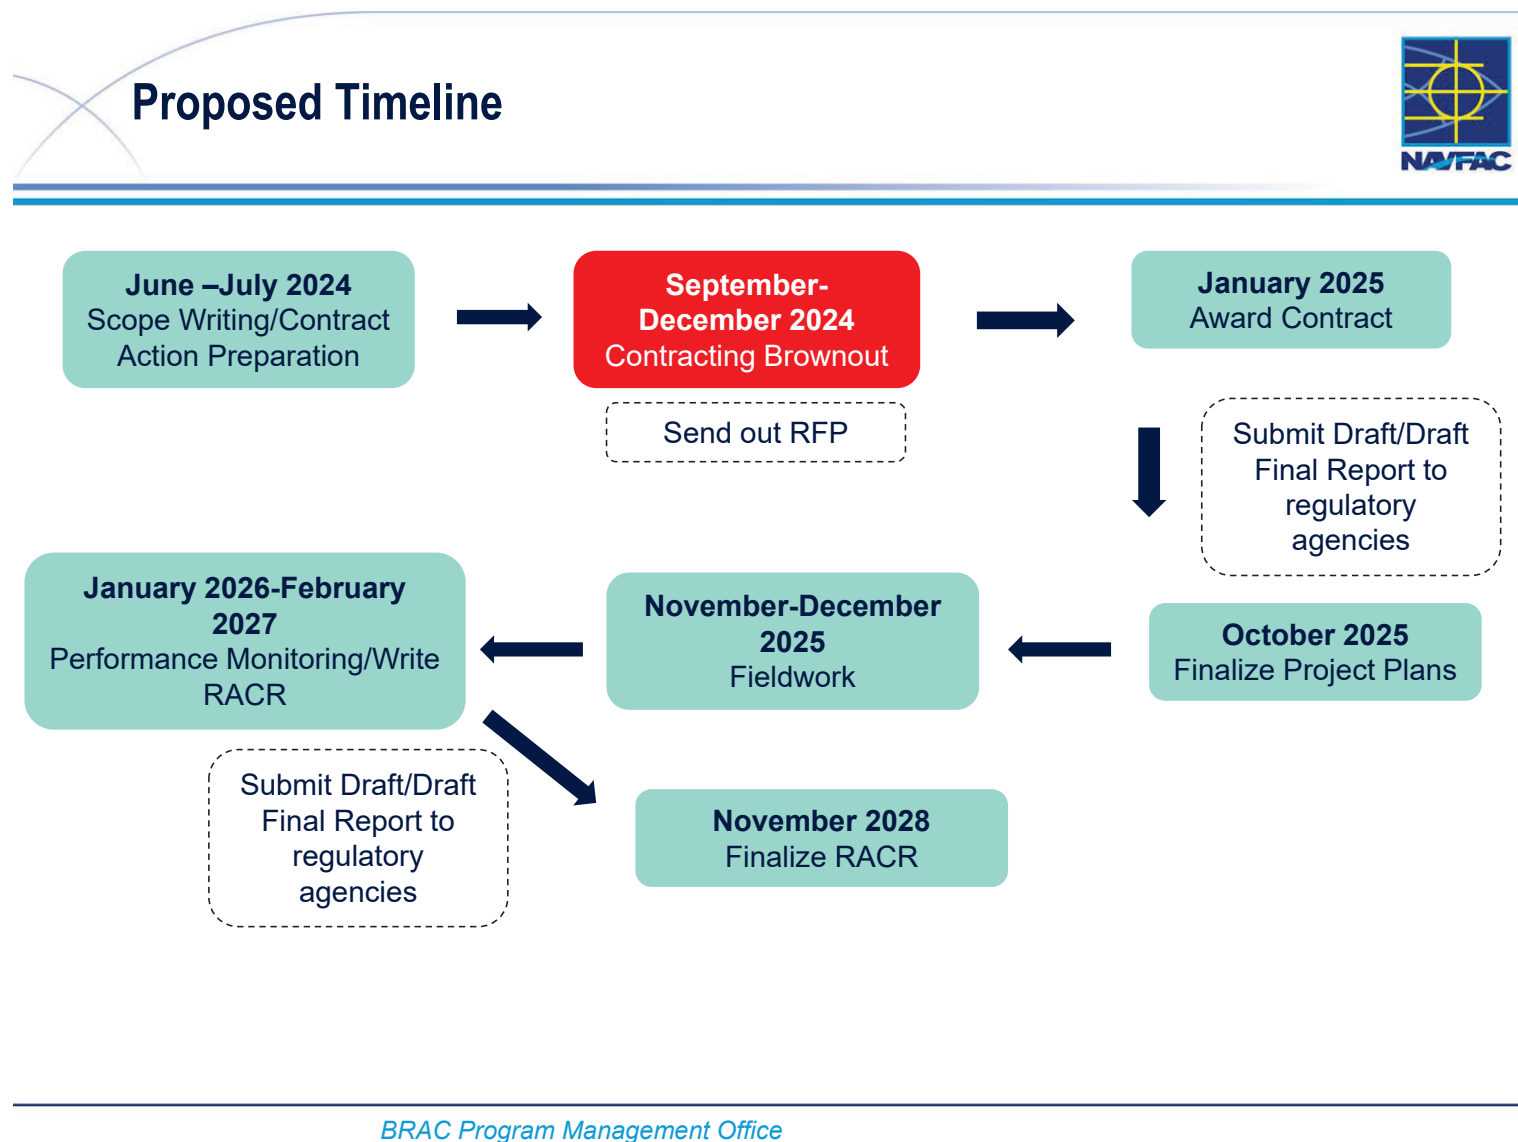 Proposed Timeline
NAVFAC
June –July 2024
Scope Writing/Contract
Action Preparation
September-
December 2024
Contracting Brownout
Send out RFP
January 2025
Award Contract
Submit Draft/Draft
Final Report to
regulatory
agencies
October 2025
Finalize Project Plans
November-December
2025
Fieldwork
January 2026-February
2027
Performance Monitoring/Write
RACR
Submit Draft/Draft
Final Report to
regulatory
agencies
November 2028
Finalize RACR
BRAC Program Management Office